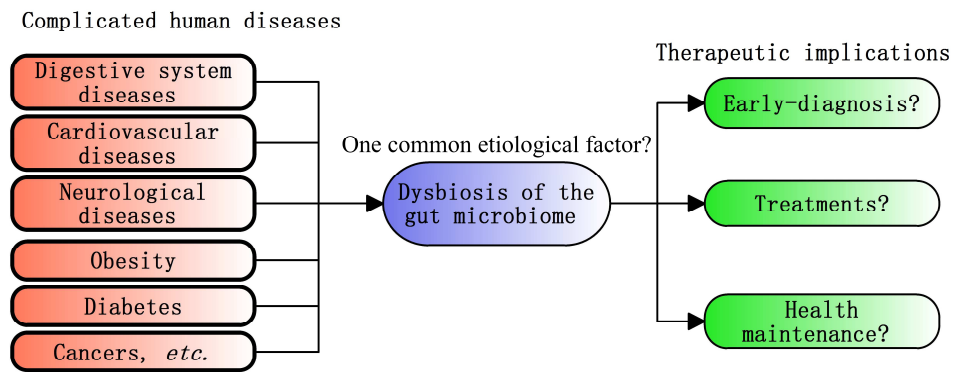 Complicated human diseases
Digestive system
diseases
Cardiovascular
diseases
Neurological
diseases
Obesity
Diabetes
Cancers, etc.
One common etiological factor?
Dysbiosis of the
gut microbiome
Therapeutic implications
Early-diagnosis?
Treatments?
Health
maintenance?